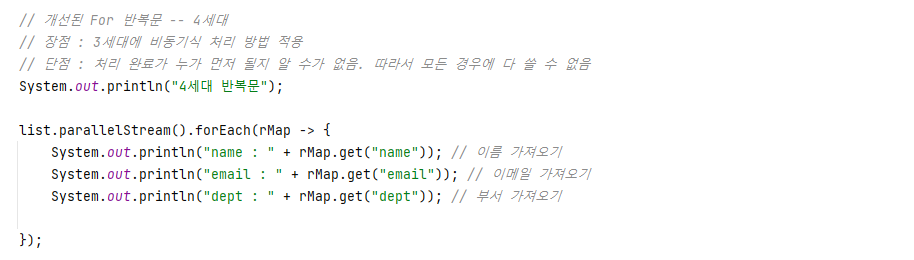 // 개선된 For 반복문 -- 4세대
// 장점 : 3세대에 비동기식 처리 방법 적용
// 단점 : 처리 완료가 누가 먼저 될지 알 수가 없음. 따라서 모든 경우에 다 쓸 수 없음
System.out.println("4세대 반복문");
list.parallelStream().forEach(rMap -> {
System.out.println("name : " + rMap.get("name")); // 이름 가져오기
System.out.println("email : " + rMap.get("email")); // 이메일 가져오기
System.out.println("dept : " + rMap.get("dept")); // 부서 가져오기
});